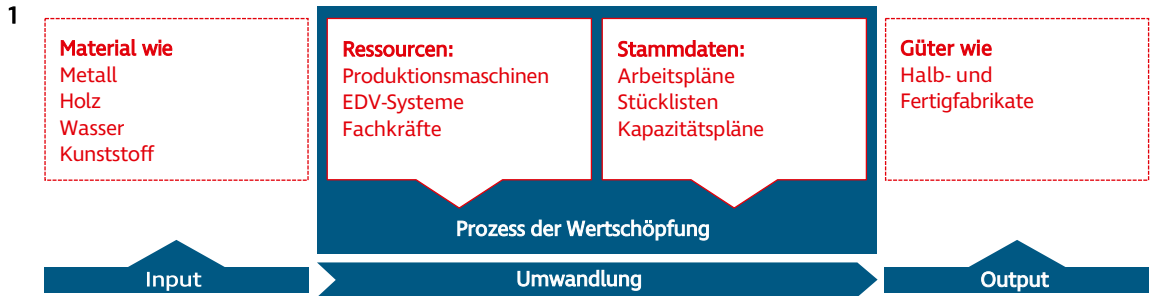 1
Material wie
Metall
Holz
Wasser
Kunststoff
Ressourcen:
Produktionsmaschinen
EDV-Systeme
Fachkräfte
Stammdaten:
Arbeitspläne
Stücklisten
Kapazitätspläne
Güter wie
Halb- und
Fertigfabrikate
Prozess der Wertschöpfung
Input
Umwandlung
Output